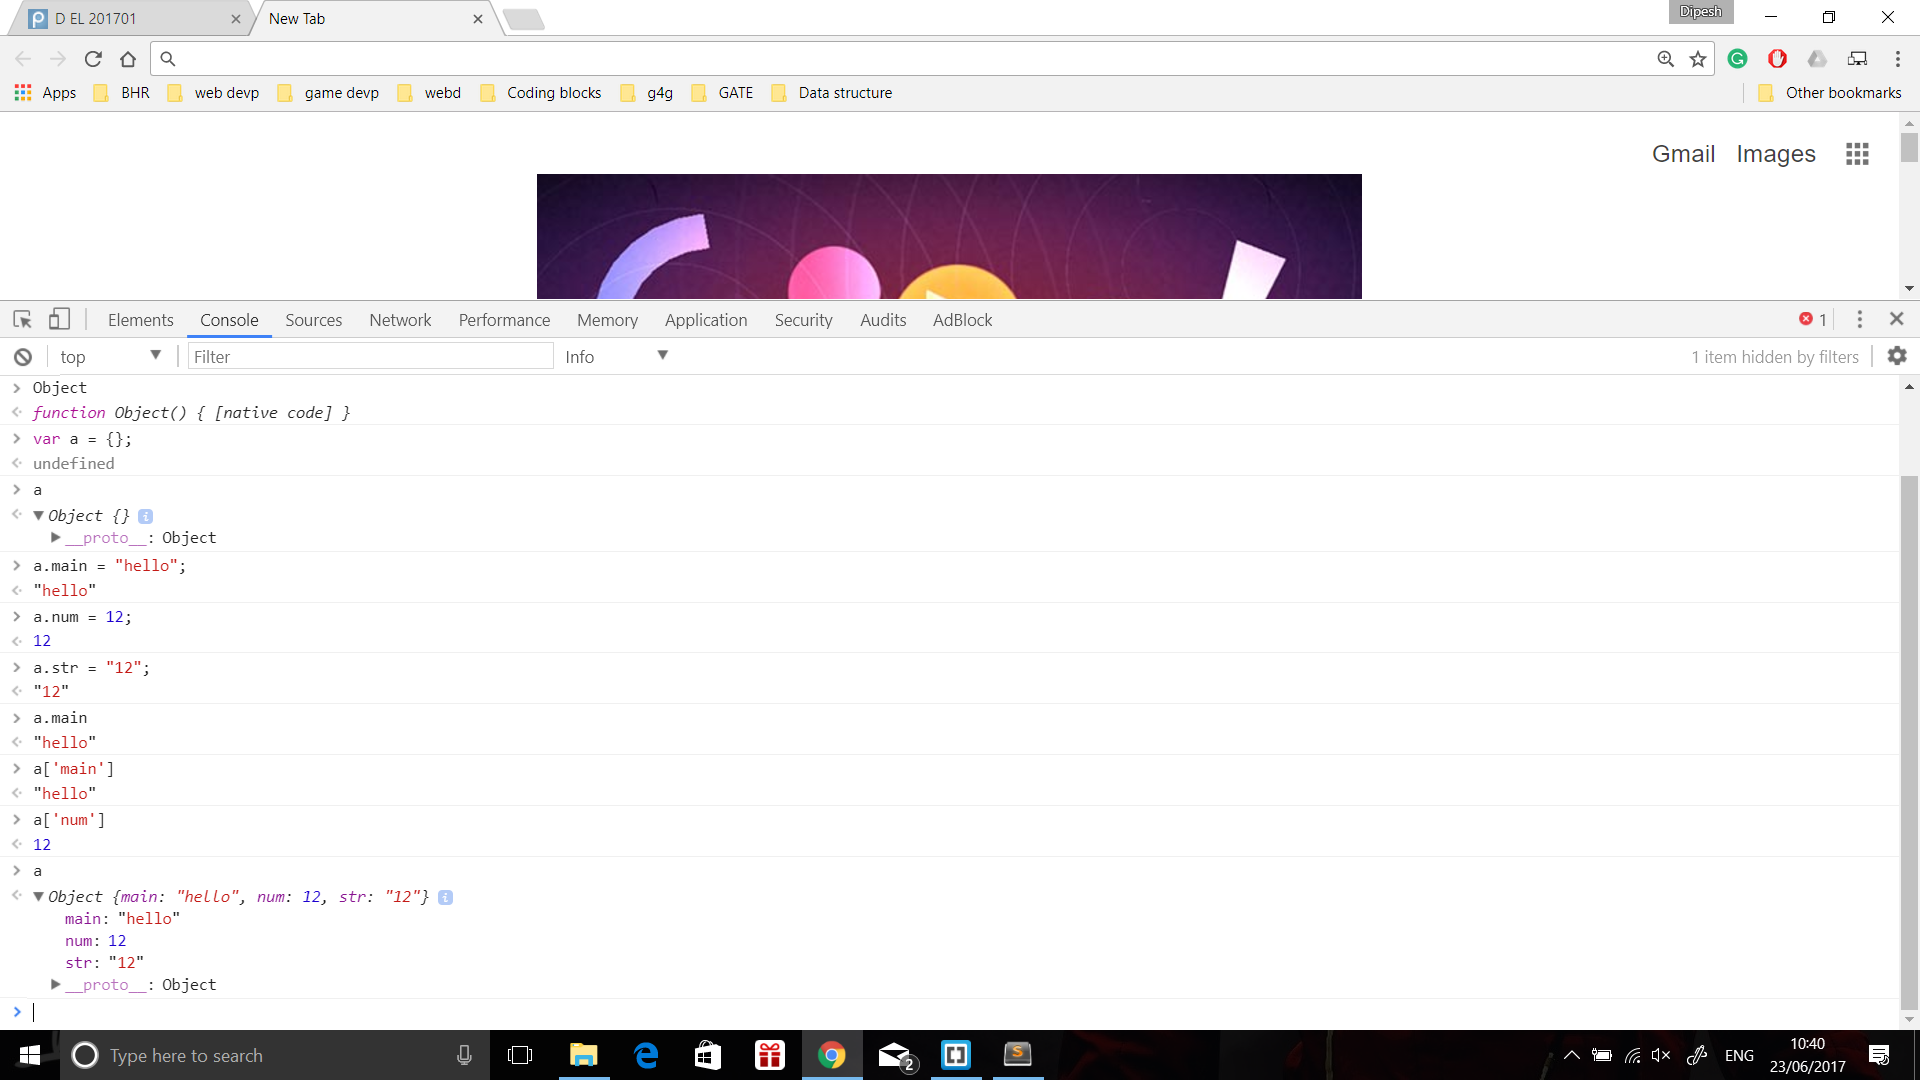 D EL 201701
New Tab
Dipesh
Apps BHR web devp game devp webd Coding blocks g4g GATE Data structure Other bookmarks
Gmail Images
Elements Console Sources Network Performance Memory Application Security Audits AdBlock 1
top Filter Info 1 item hidden by filters
Object
function Object() { [native code] }
var a = {};
undefined
a
Object {}
__proto__: Object
a.main = "hello";
"hello"
a.num = 12;
12
a.str = "12";
"12"
a.main
"hello"
a['main']
"hello"
a['num']
12
a
Object {main: "hello", num: 12, str: "12"}
main: "hello"
num: 12
str: "12"
__proto__: Object
Type here to search
2
S
ENG
10:40
23/06/2017